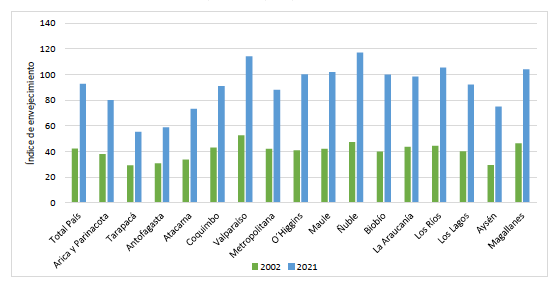 Índice de envejecimiento
140
120
100
80
60
40
20
0
Total País
Arica y Parinacota
Tarapacá
Antofagasta
Atacama
Coquimbo
Valparaíso
Metropolitana
O´Higgins
Maule
Ñuble
Biobio
La Araucanía
Los Ríos
Los Lagos
Aysén
Magallanes
2002 2021